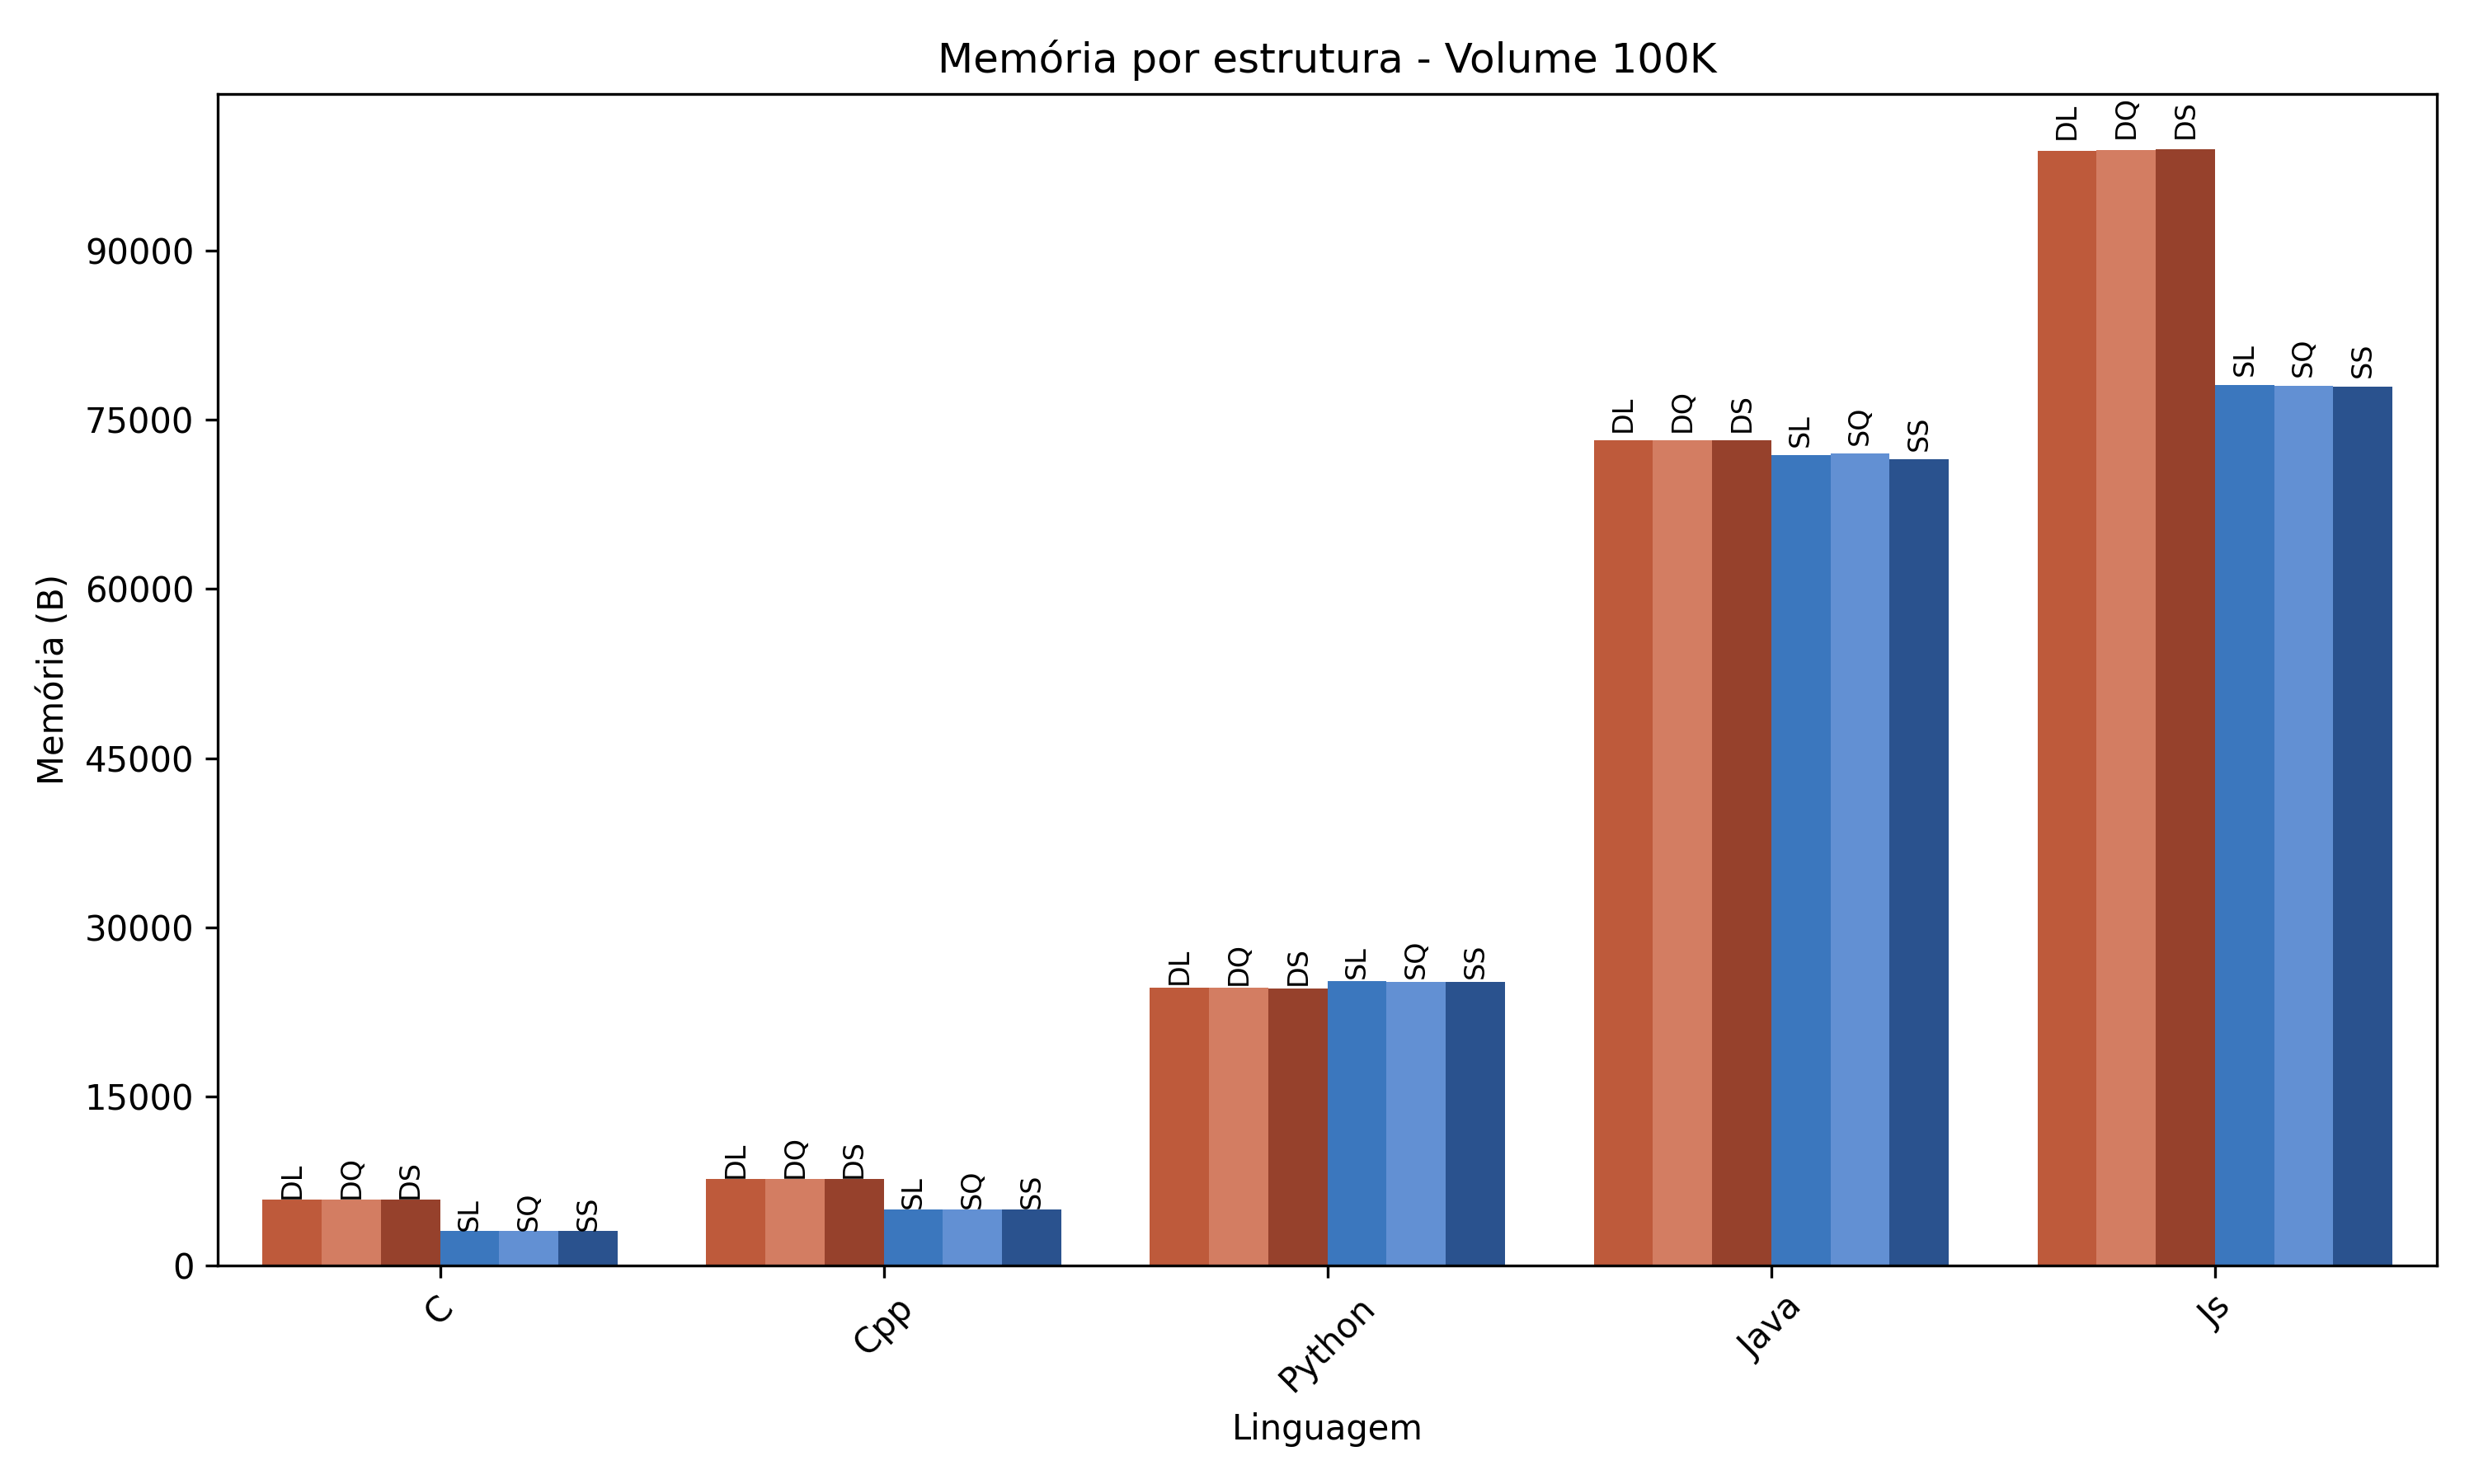 Memória por estrutura - Volume 100K
Memória (B)
90000
75000
60000
45000
30000
15000
0
DL DQ DS SL SQ SS
DL DQ DS SL SQ SS
DL DQ DS SL SQ SS
DL DQ DS SL SQ SS
DL DQ DS SL SQ SS
C Cpp Python Java Js
Linguagem